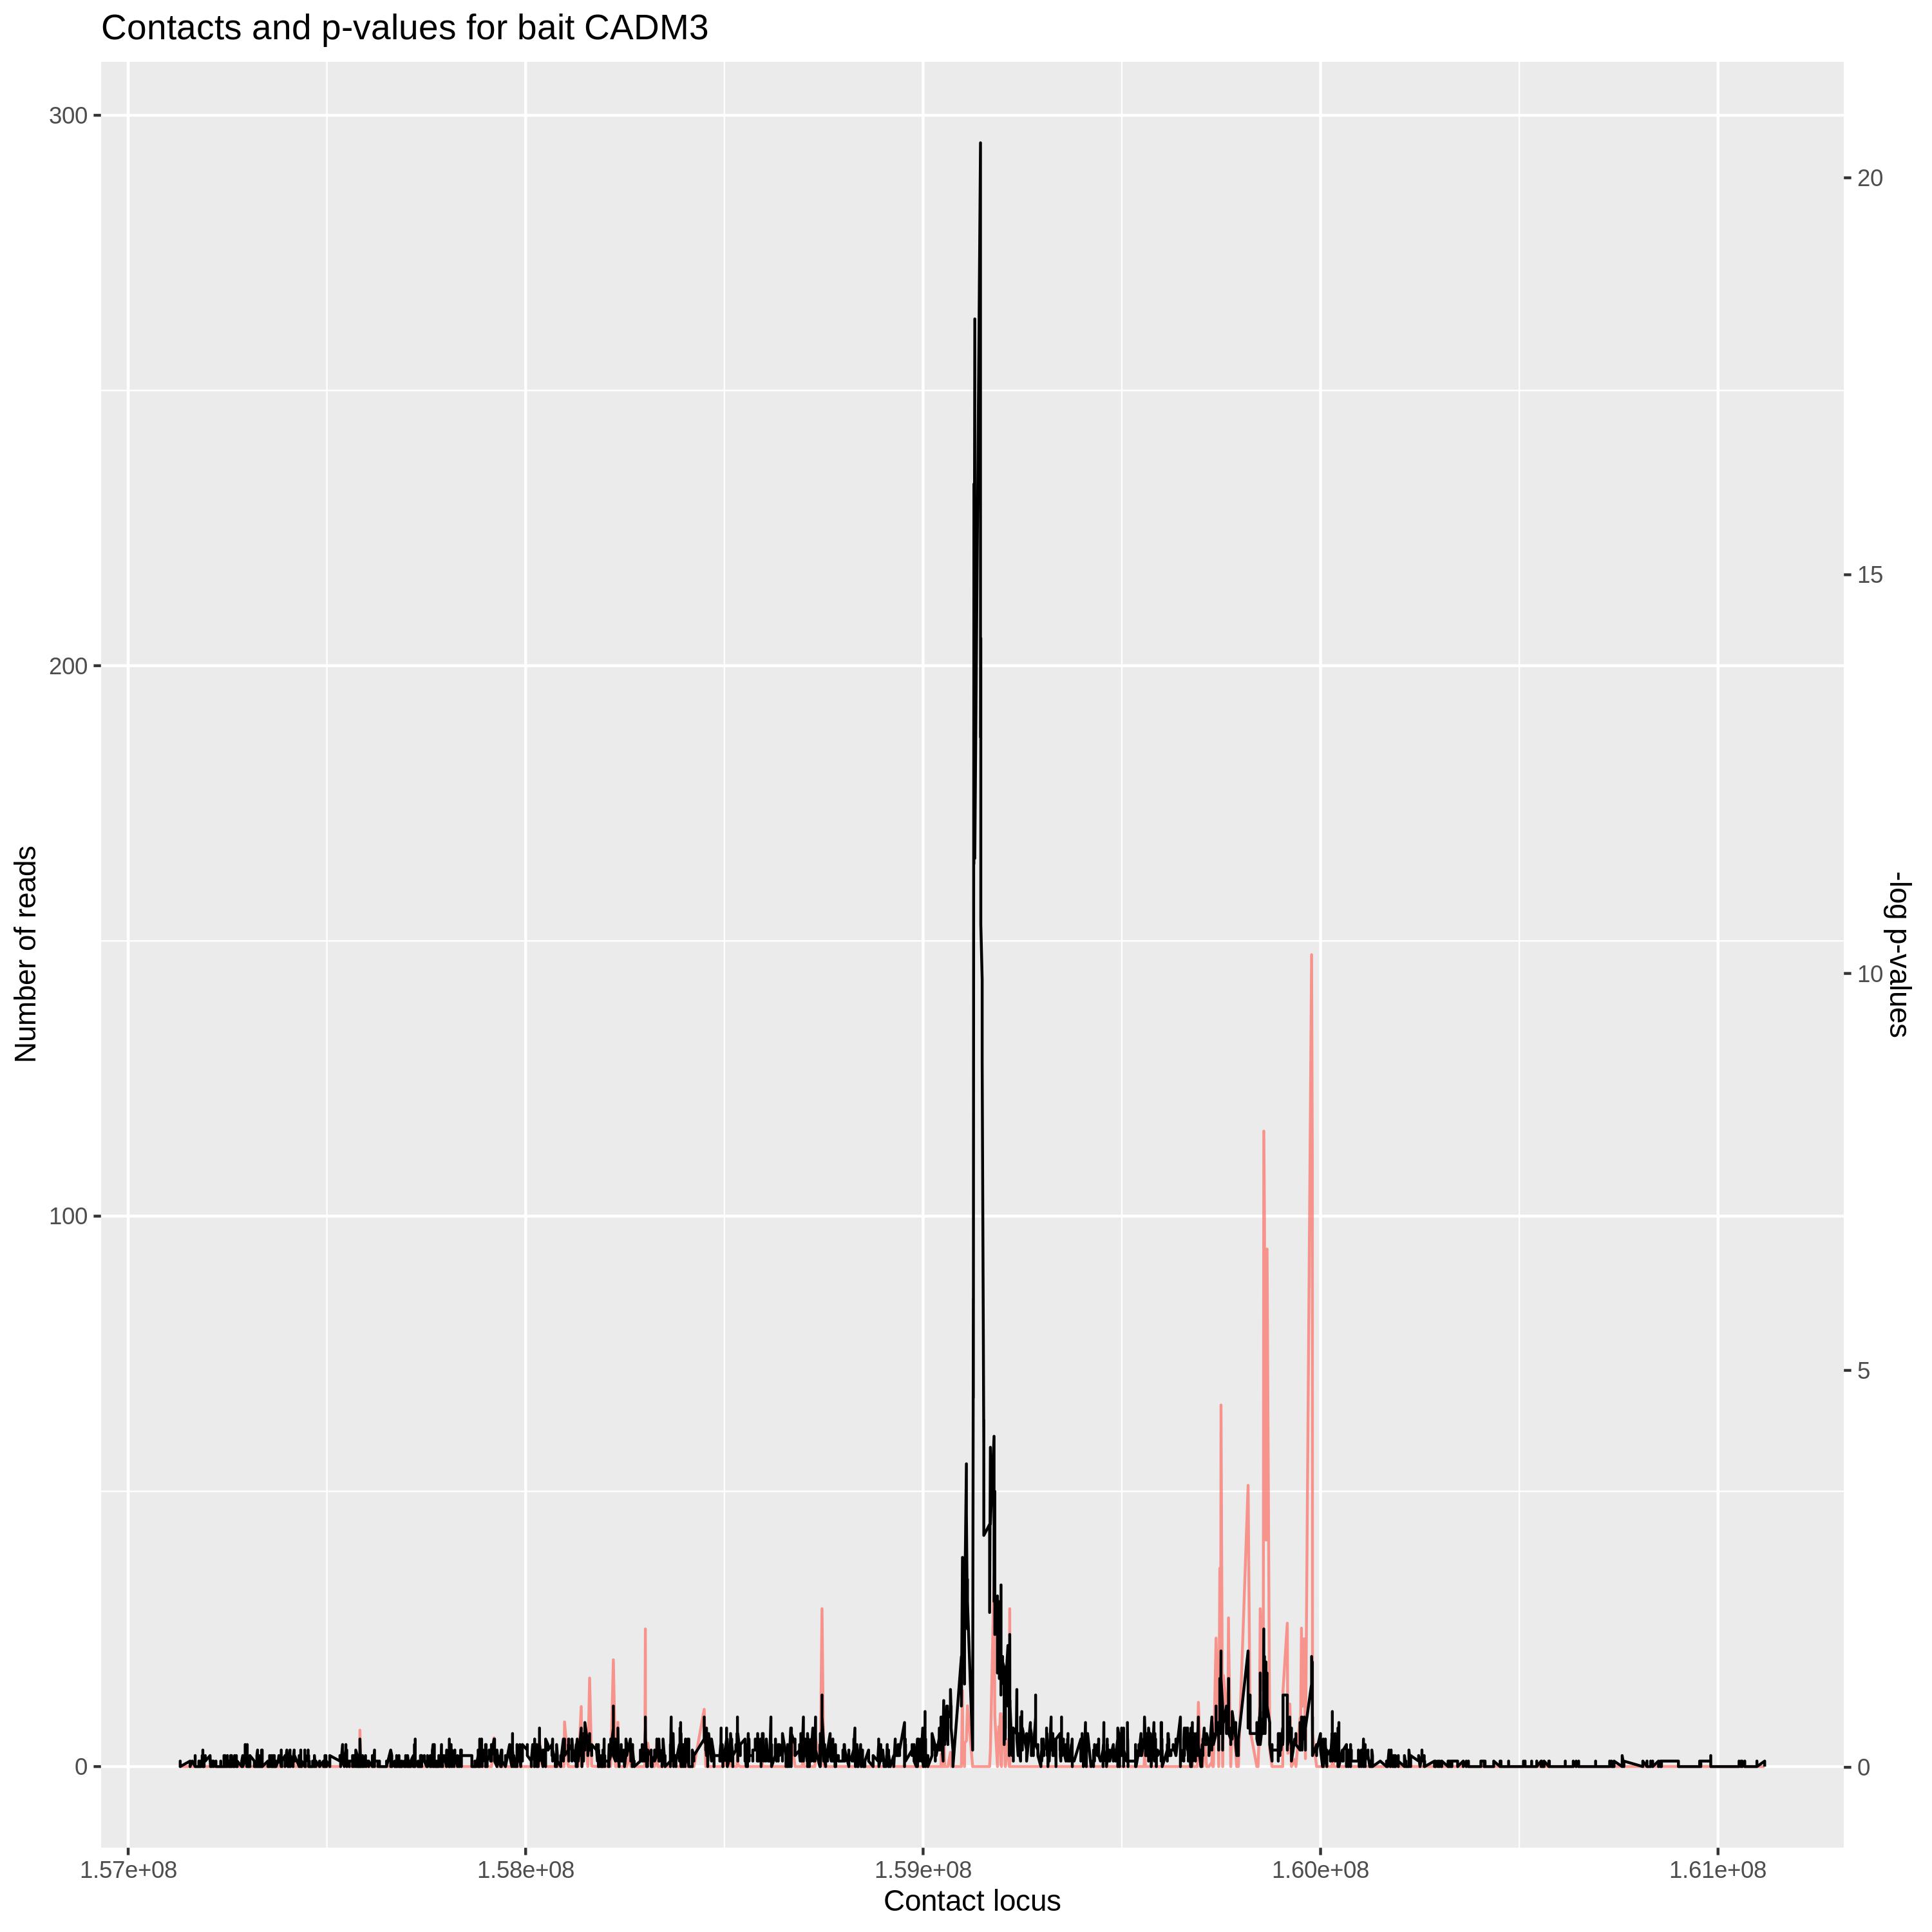 Contacts and p-values for bait CADM3
300
200
100
0
Number of reads
20
15
10
5
0
-log p-values
1.57e+08
1.58e+08
1.59e+08
1.60e+08
1.61e+08
Contact locus